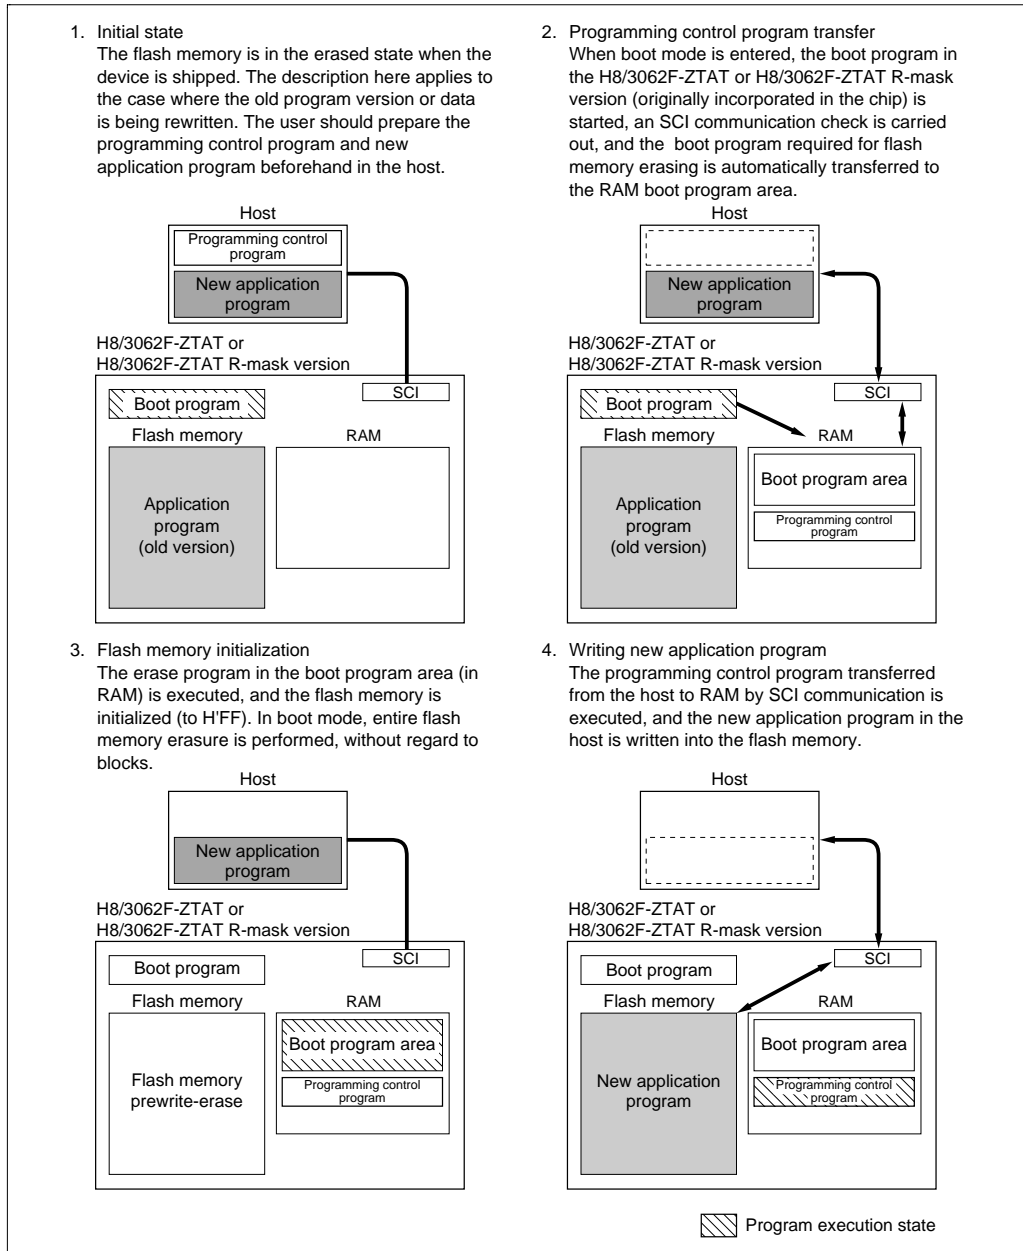 1. Initial state
The flash memory is in the erased state when the
device is shipped. The description here applies to
the case where the old program version or data
is being rewritten. The user should prepare the
programming control program and new
application program beforehand in the host.
Host
Programming control
program
New application
program
H8/3062F-ZTAT or
H8/3062F-ZTAT R-mask version
SCI
Boot program
Flash memory
RAM
Application
program
(old version)
2. Programming control program transfer
When boot mode is entered, the boot program in
the H8/3062F-ZTAT or H8/3062F-ZTAT R-mask
version (originally incorporated in the chip) is
started, an SCI communication check is carried
out, and the boot program required for flash
memory erasing is automatically transferred to
the RAM boot program area.
Host
New application
program
H8/3062F-ZTAT or
H8/3062F-ZTAT R-mask version
SCI
Boot program
Flash memory
RAM
Boot program area
Application
program
(old version)
Programming control
program
3. Flash memory initialization
The erase program in the boot program area (in
RAM) is executed, and the flash memory is
initialized (to H'FF). In boot mode, entire flash
memory erasure is performed, without regard to
blocks.
Host
New application
program
H8/3062F-ZTAT or
H8/3062F-ZTAT R-mask version
SCI
Boot program
Flash memory
RAM
Boot program area
Flash memory
prewrite-erase
Programming control
program
4. Writing new application program
The programming control program transferred
from the host to RAM by SCI communication is
executed, and the new application program in the
host is written into the flash memory.
Host
H8/3062F-ZTAT or
H8/3062F-ZTAT R-mask version
SCI
Boot program
Flash memory
RAM
Boot program area
New application
program
Programming control
program
Program execution state